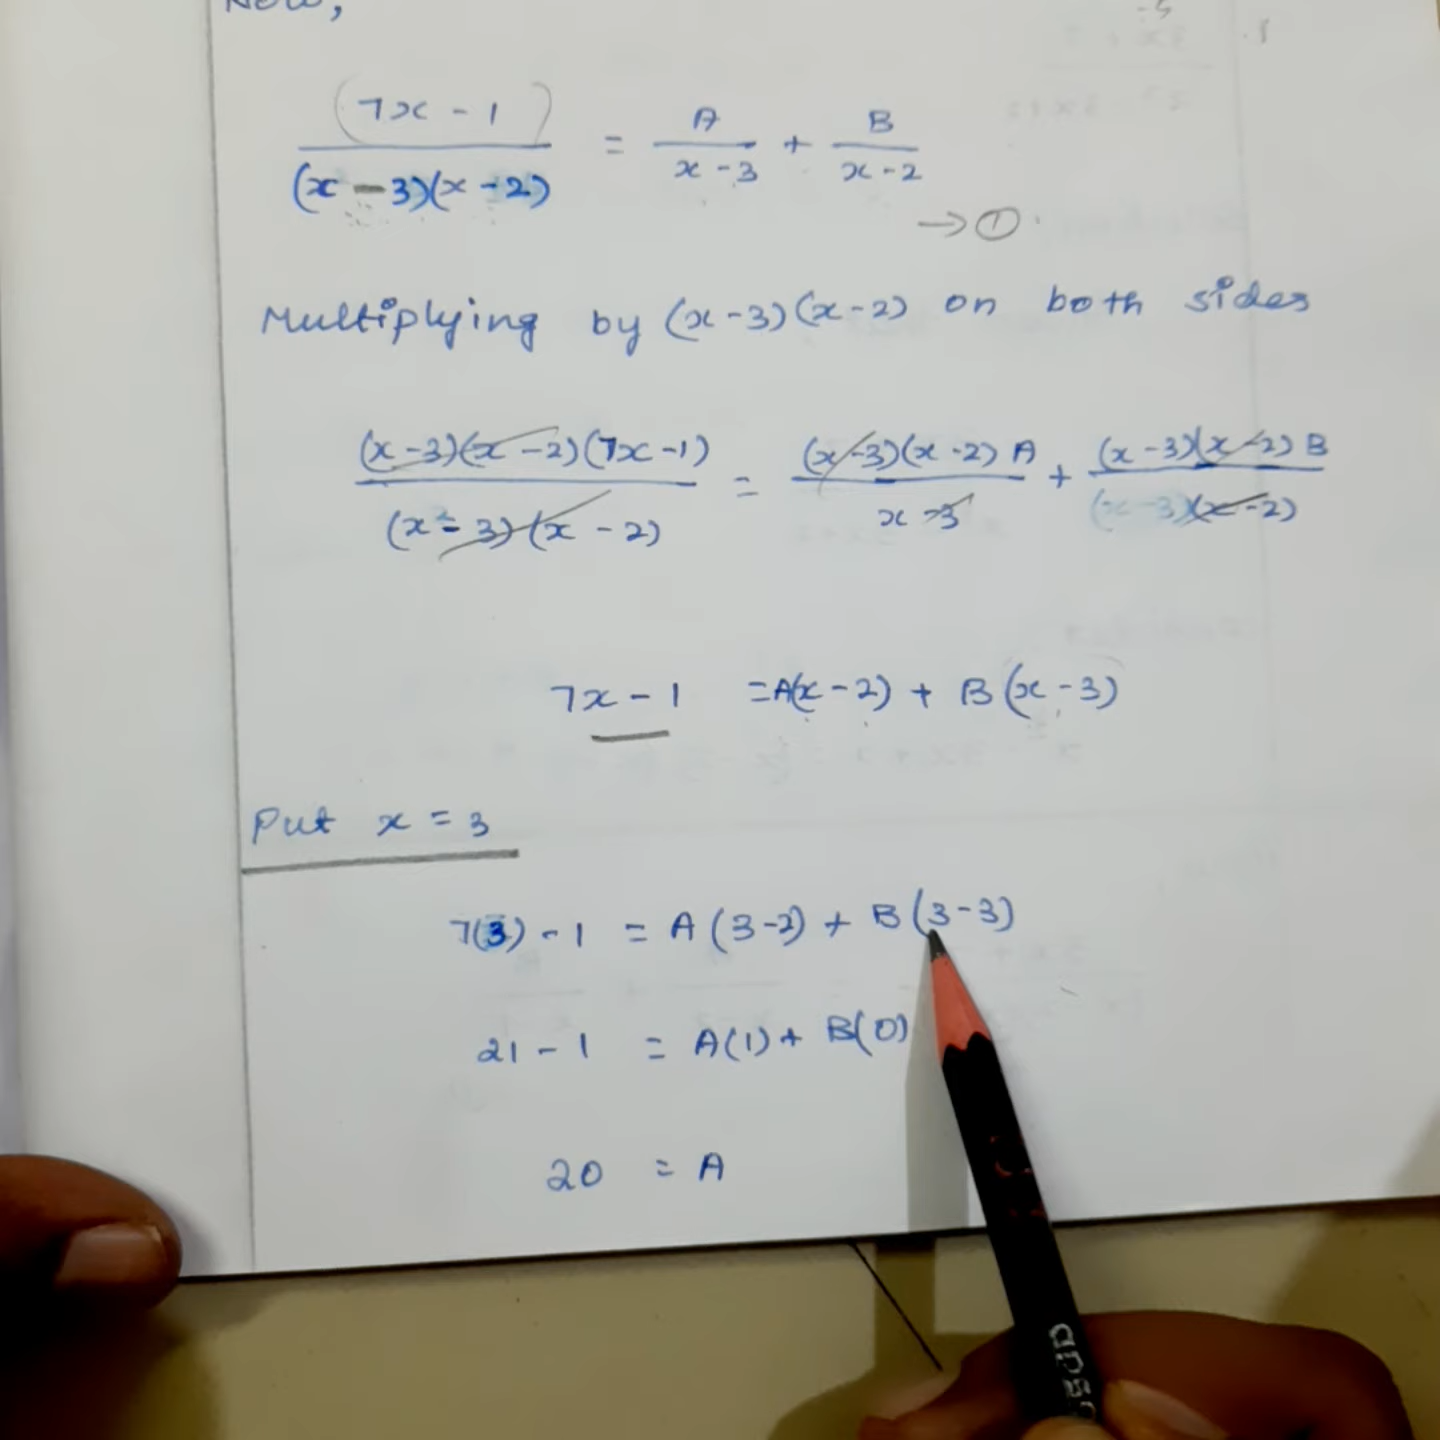 Now,
(7x - 1) / (x - 3)(x - 2) = A / x - 3 + B / x - 2
→ ①
Multiplying by (x - 3)(x - 2) on both sides
(x - 3)(x - 2)(7x - 1) / (x - 3)(x - 2) = (x - 3)(x - 2) A / x - 3 + (x - 3)(x - 2) B / (x - 3)(x - 2)
7x - 1 = A(x - 2) + B(x - 3)
Put x = 3
7(3) - 1 = A(3 - 2) + B(3 - 3)
21 - 1 = A(1) + B(0)
20 = A